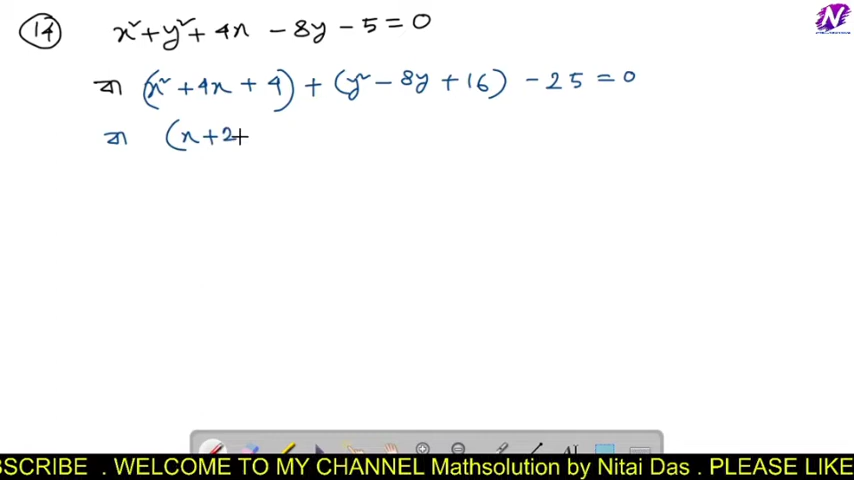 (14) x² + y² + 4x - 8y - 5 = 0
বা (x² + 4x + 4) + (y² - 8y + 16) - 25 = 0
বা (x + 2
N
SCRIBE . WELCOME TO MY CHANNEL Mathsolution by Nitai Das . PLEASE LIKE